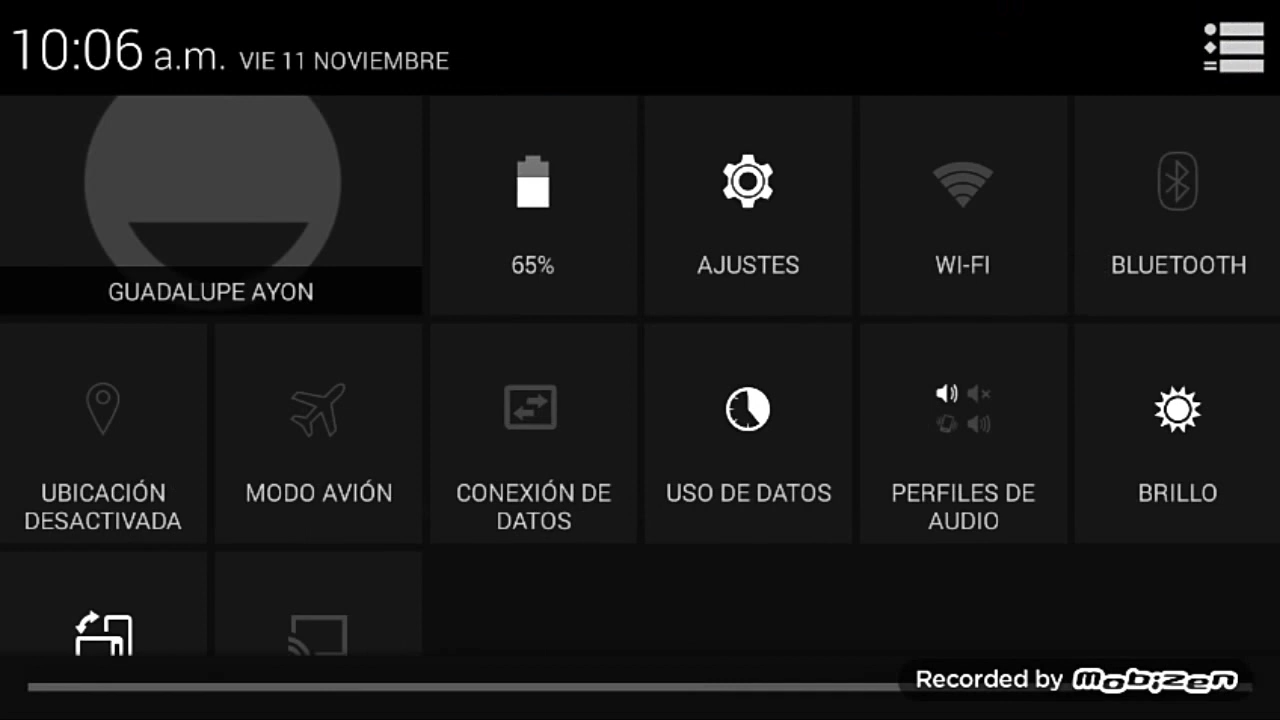 10:06 a.m. VIE 11 NOVIEMBRE
GUADALUPE AYON
65%
AJUSTES
WI-FI
BLUETOOTH
UBICACIÓN
DESACTIVADA
MODO AVIÓN
CONEXIÓN DE
DATOS
USO DE DATOS
PERFILES DE
AUDIO
BRILLO
Recorded by mobizen